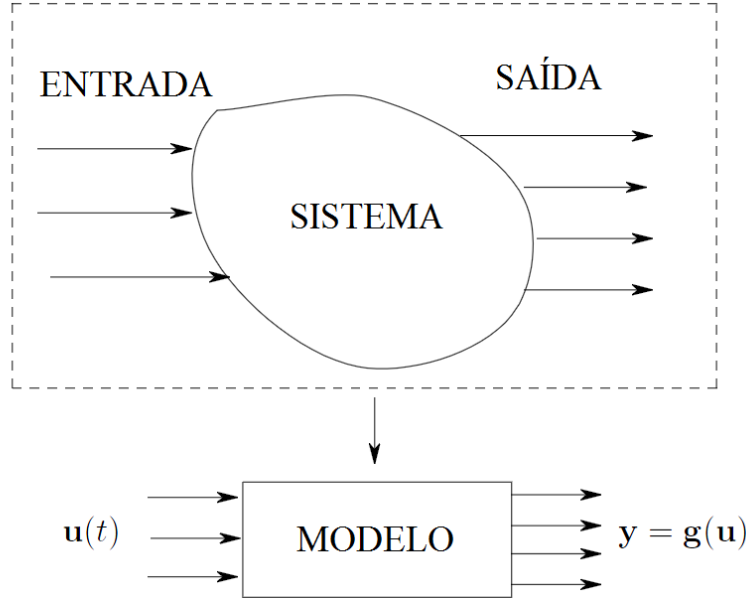 ENTRADA
SAÍDA
SISTEMA
u(t)
MODELO
y = g(u)